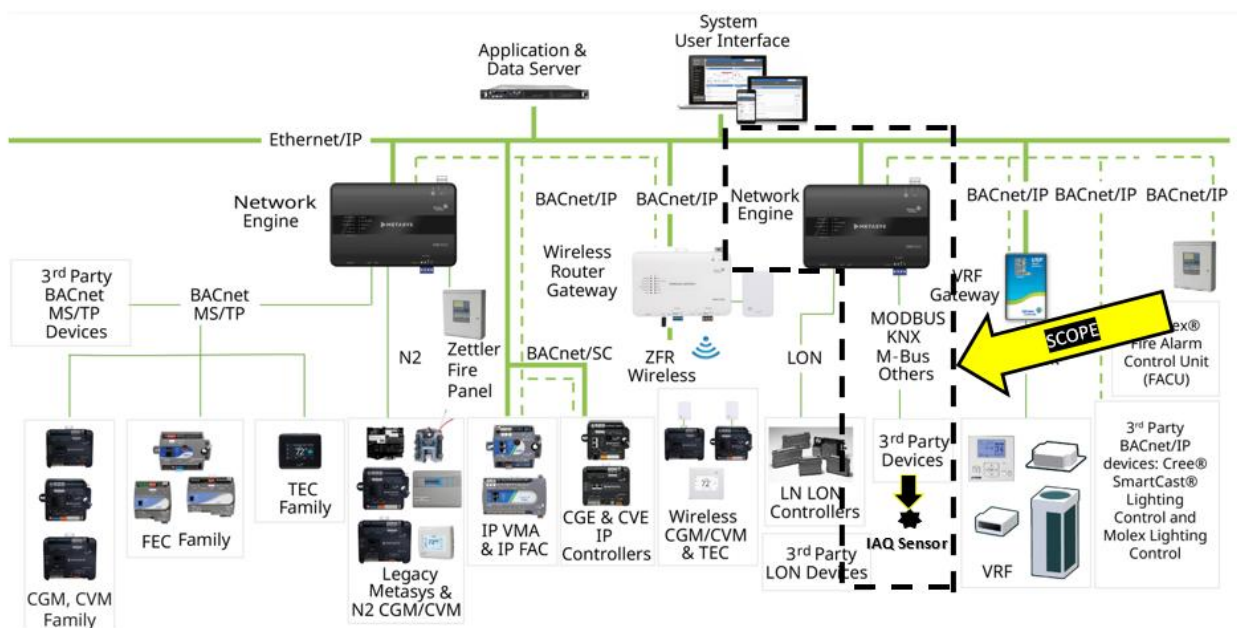 System
User Interface
Application &
Data Server
Ethernet/IP
Network
Engine
METASYS
BACnet/IP
BACnet/IP
Network
Engine
METASYS
BACnet/IP
BACnet/IP
BACnet/IP
3rd Party
BACnet
MS/TP
Devices
BACnet
MS/TP
N2
Zettler
Fire
Panel
Wireless
Router
Gateway
BACnet/SC
ZFR
Wireless
LON
MODBUS
KNX
M-Bus
Others
VRF
Gateway
SCOPE
ex®
Fire Alarm
Control Unit
(FACU)
CGM, CVM
Family
FEC Family
TEC
Family
72
Legacy
Metasys &
N2 CGM/CVM
IP VMA
& IP FAC
CGE & CVE
IP
Controllers
72
Wireless
CGM/CVM
& TEC
LN LON
Controllers
3rd Party
LON Devices
3rd Party
Devices
IAQ Sensor
VRF
3rd Party
BACnet/IP
devices: Cree®
SmartCast®
Lighting
Control and
Molex Lighting
Control